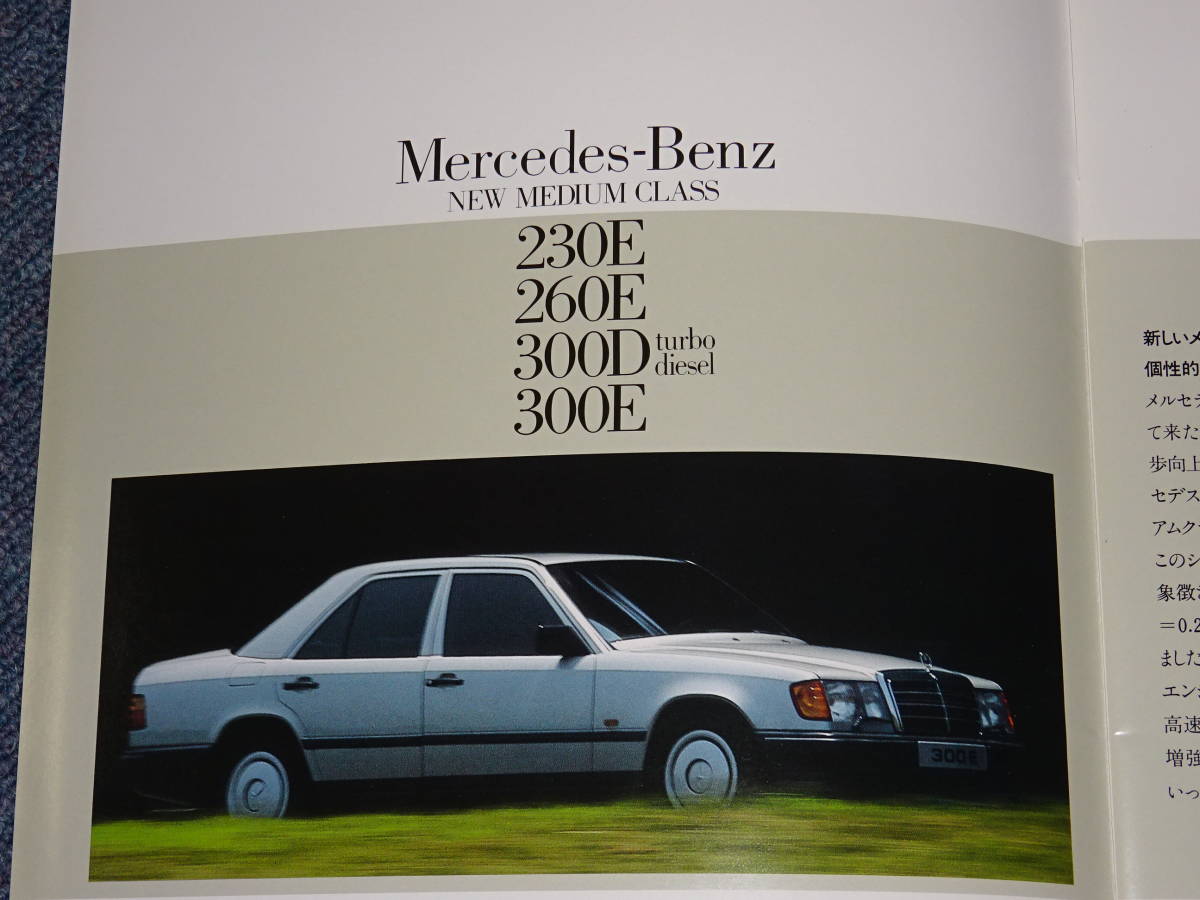 Mercedes-Benz
NEW MEDIUM CLASS
230E
260E
300D turbo diesel
300E
300E
新しいメ
個性的
メルセデ
て来た
歩向上
セデス
アムク
このシ
象徴
=0.2
ました
エン
高速
増強
いっ